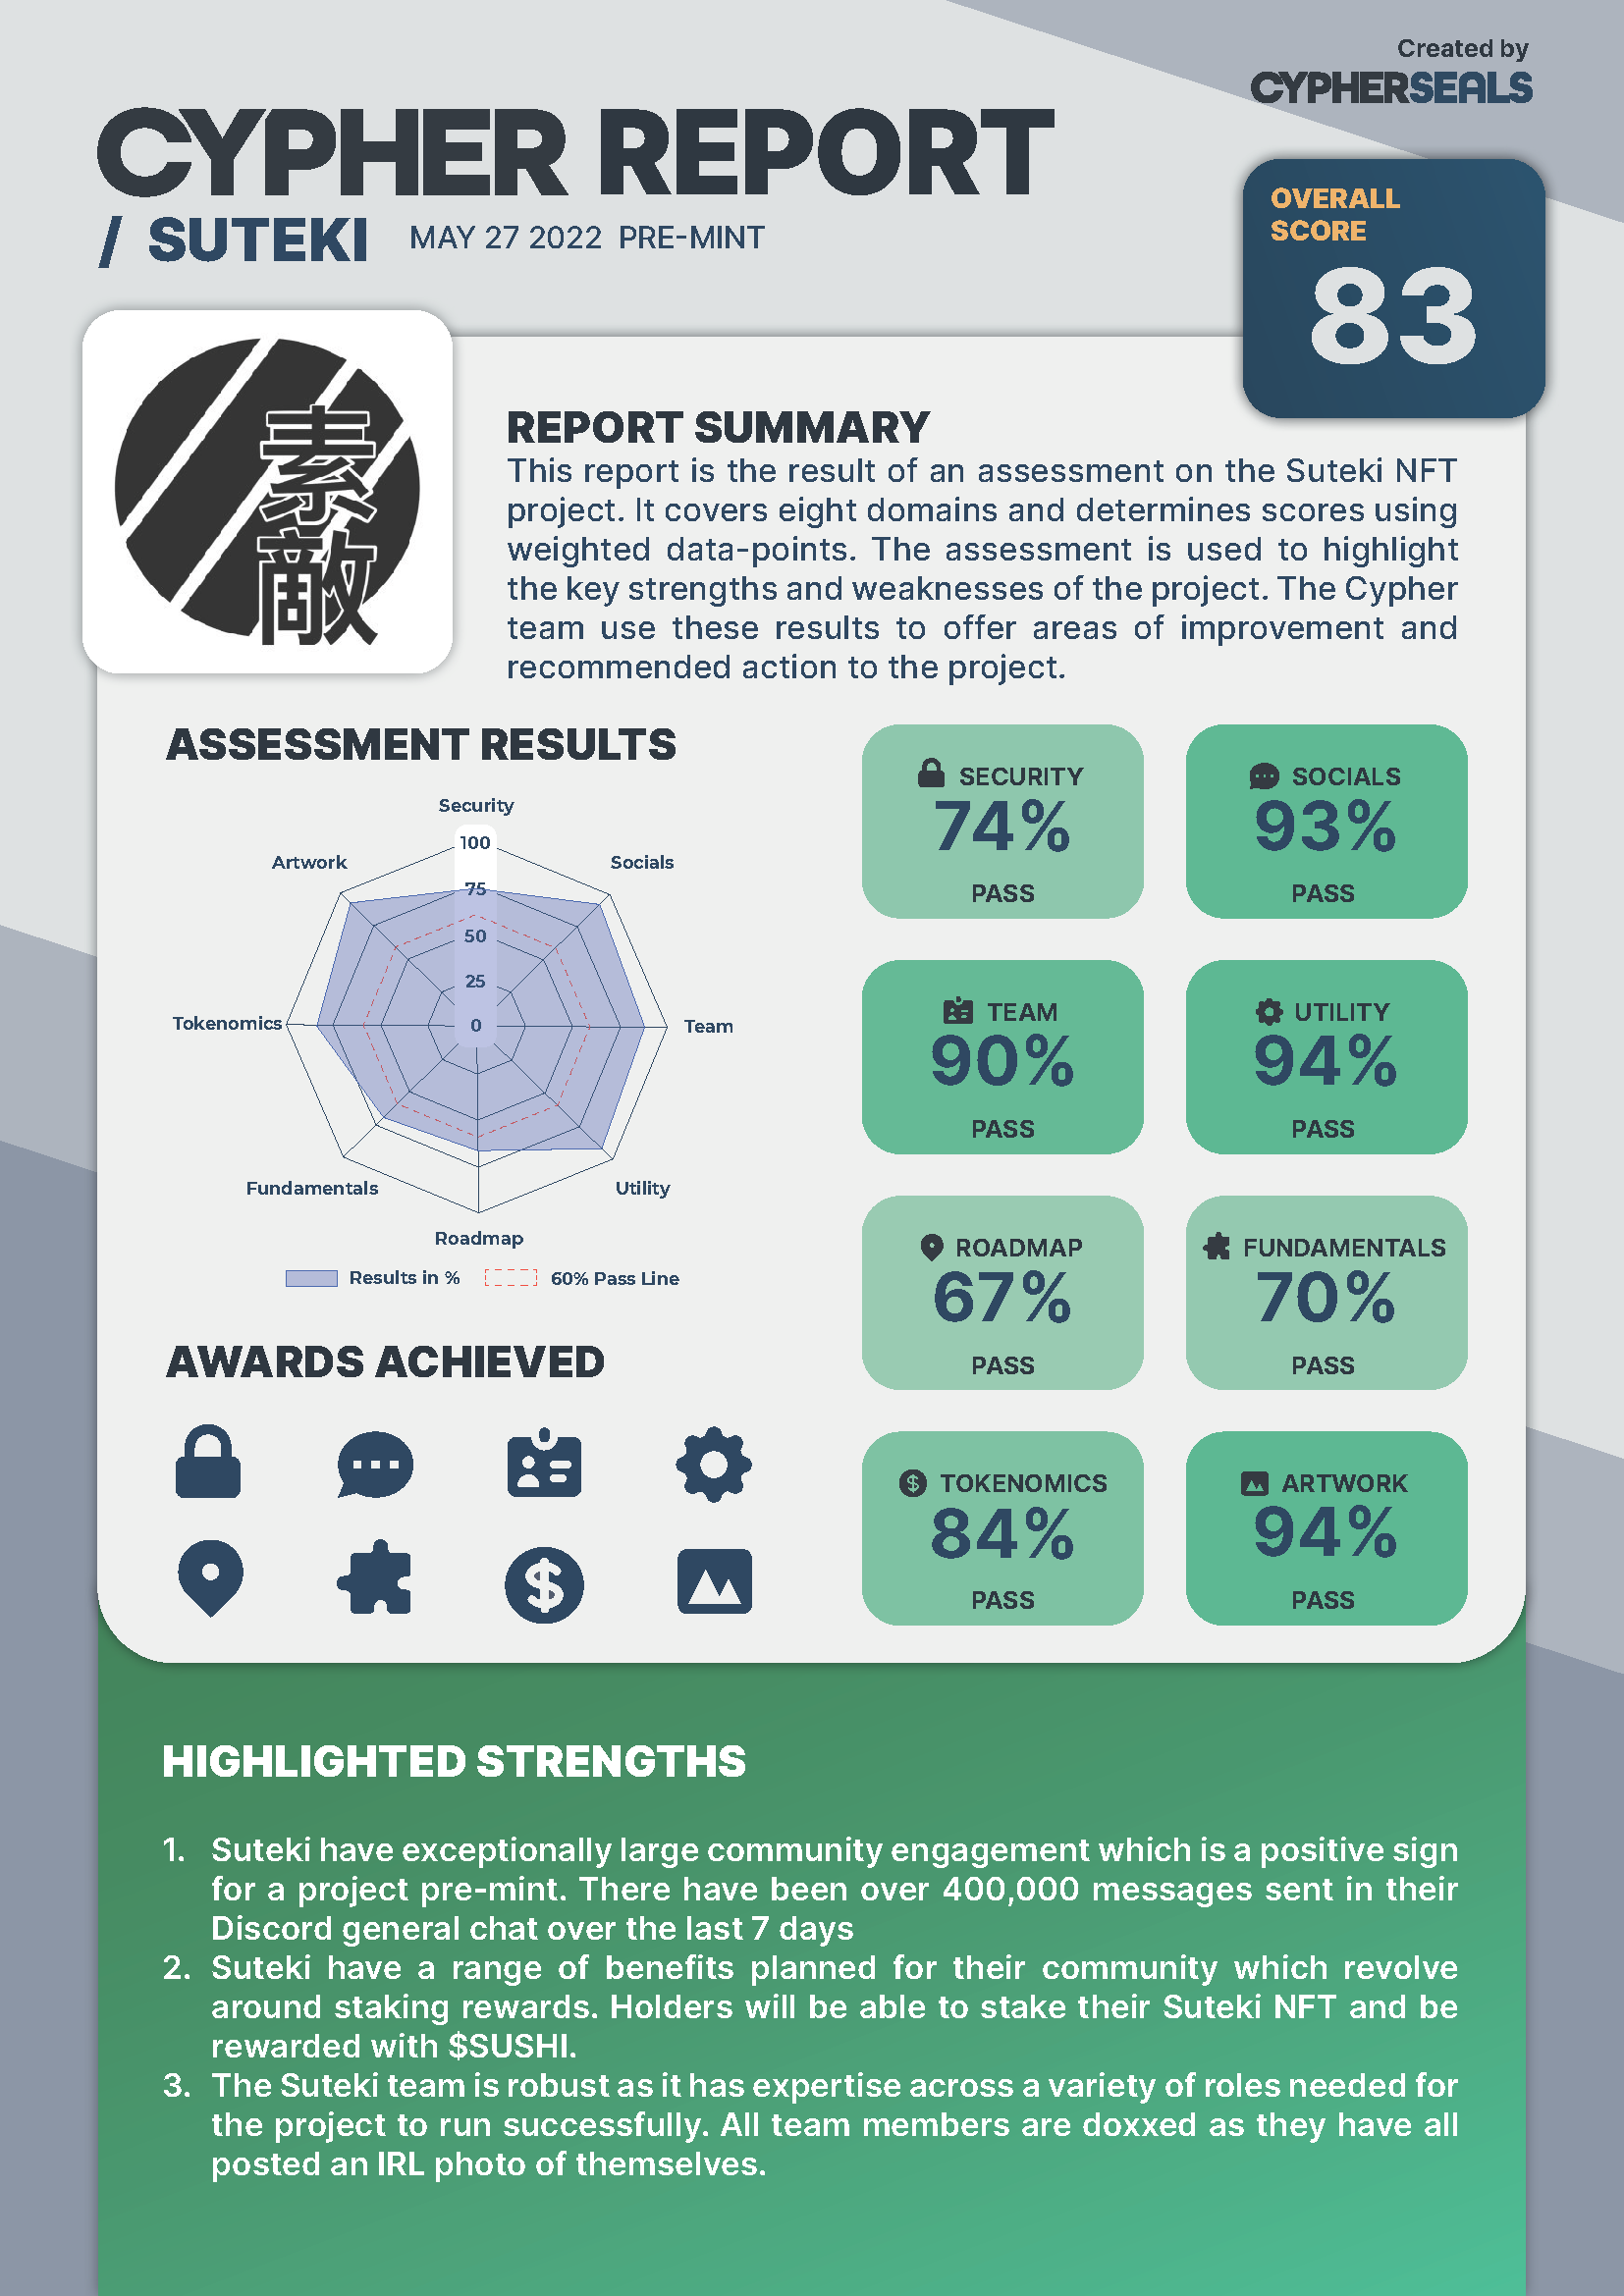 Created by
CYPHERSEALS
CYPHER REPORT
/ SUTEKI MAY 27 2022 PRE-MINT
OVERALL
SCORE
83
素
敵
REPORT SUMMARY
This report is the result of an assessment on the Suteki NFT
project. It covers eight domains and determines scores using
weighted data-points. The assessment is used to highlight
the key strengths and weaknesses of the project. The Cypher
team use these results to offer areas of improvement and
recommended action to the project.
ASSESSMENT RESULTS
Security
100
Artwork
Socials
75
50
25
Tokenomics
0
Team
Fundamentals
Utility
Roadmap
Results in %
60% Pass Line
SECURITY
74%
PASS
SOCIALS
93%
PASS
TEAM
90%
PASS
UTILITY
94%
PASS
ROADMAP
67%
PASS
FUNDAMENTALS
70%
PASS
TOKENOMICS
84%
PASS
ARTWORK
94%
PASS
AWARDS ACHIEVED
HIGHLIGHTED STRENGTHS
1. Suteki have exceptionally large community engagement which is a positive sign
for a project pre-mint. There have been over 400,000 messages sent in their
Discord general chat over the last 7 days
2. Suteki have a range of benefits planned for their community which revolve
around staking rewards. Holders will be able to stake their Suteki NFT and be
rewarded with $SUSHI.
3. The Suteki team is robust as it has expertise across a variety of roles needed for
the project to run successfully. All team members are doxxed as they have all
posted an IRL photo of themselves.